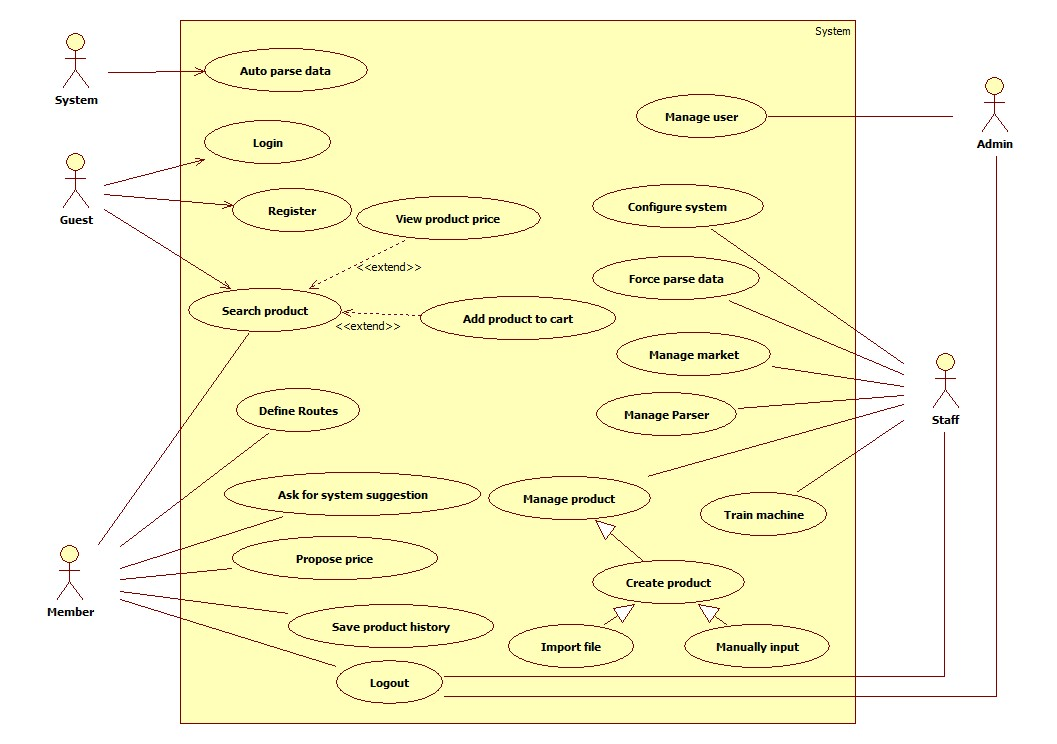 System
System
Auto parse data
Manage user
Admin
Login
Guest
Register
View product price
Configure system
<<extend>>
Force parse data
Search product
Add product to cart
<<extend>>
Manage market
Define Routes
Manage Parser
Staff
Ask for system suggestion
Manage product
Train machine
Propose price
Create product
Member
Save product history
Import file
Manually input
Logout